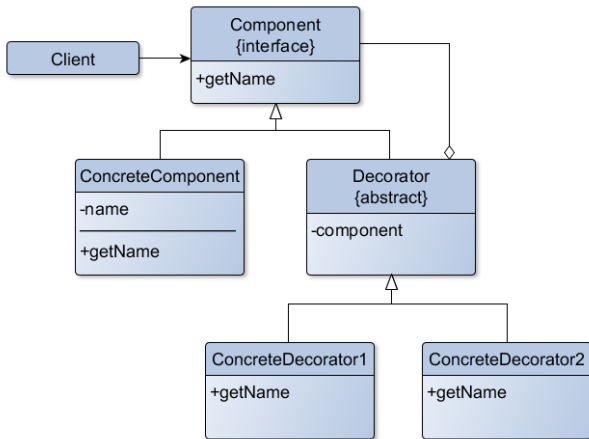 Component
{interface}
+getName
Client
ConcreteComponent
-name
+getName
Decorator
{abstract}
-component
ConcreteDecorator1
+getName
ConcreteDecorator2
+getName